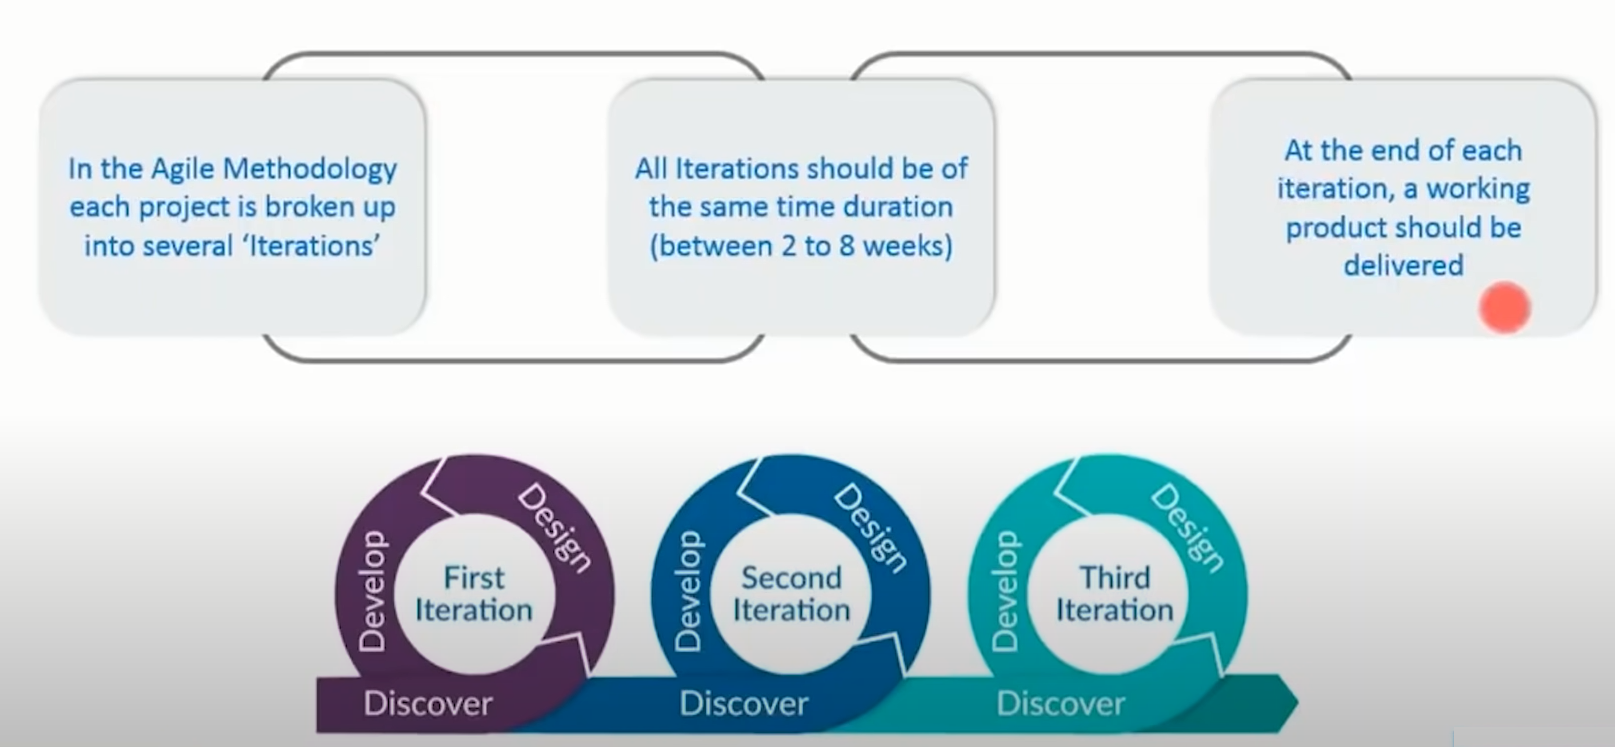 In the Agile Methodology
each project is broken up
into several ‘Iterations’
All Iterations should be of
the same time duration
(between 2 to 8 weeks)
At the end of each
iteration, a working
product should be
delivered
Develop
Design
First
Iteration
Discover
Develop
Design
Second
Iteration
Discover
Develop
Design
Third
Iteration
Discover